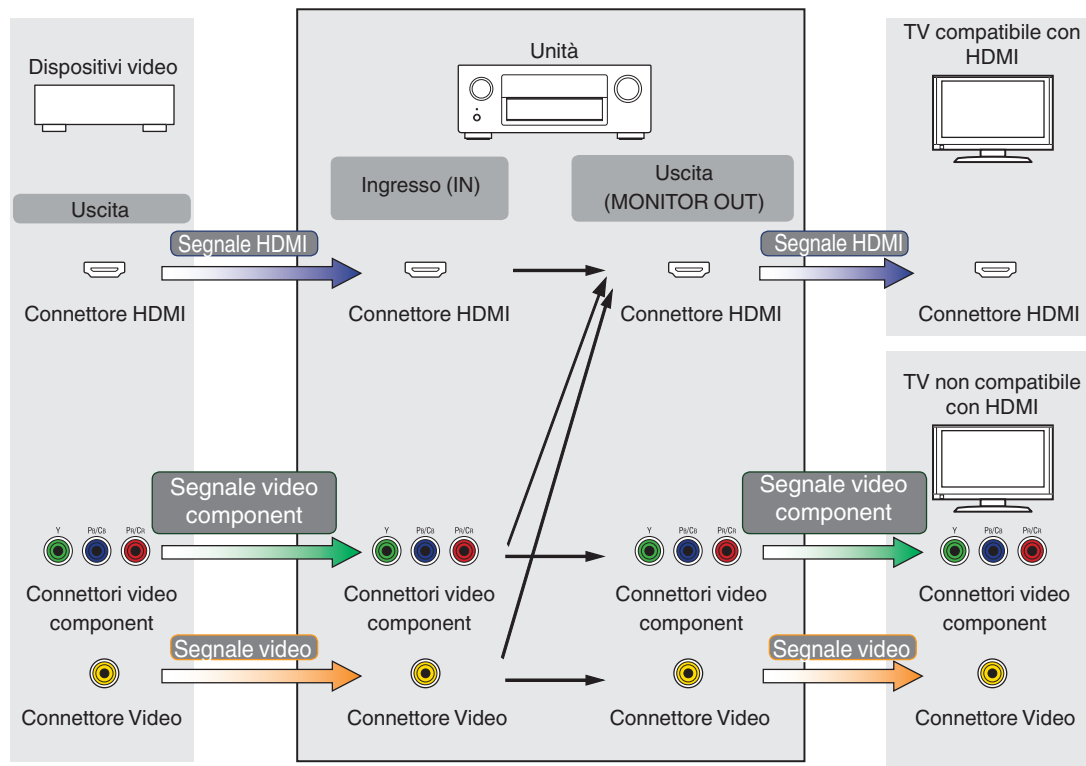 Dispositivi video
Unità
TV compatibile con
HDMI
Uscita
Ingresso (IN)
Uscita
(MONITOR OUT)
Segnale HDMI
Segnale HDMI
Connettore HDMI
Connettore HDMI
Connettore HDMI
Connettore HDMI
TV non compatibile
con HDMI
Segnale video
component
Segnale video
component
Y PB/CB PR/CR
Y PB/CB PR/CR
Y PB/CB PR/CR
Y PB/CB PR/CR
Connettori video
component
Connettori video
component
Connettori video
component
Connettori video
component
Segnale video
Segnale video
Connettore Video
Connettore Video
Connettore Video
Connettore Video